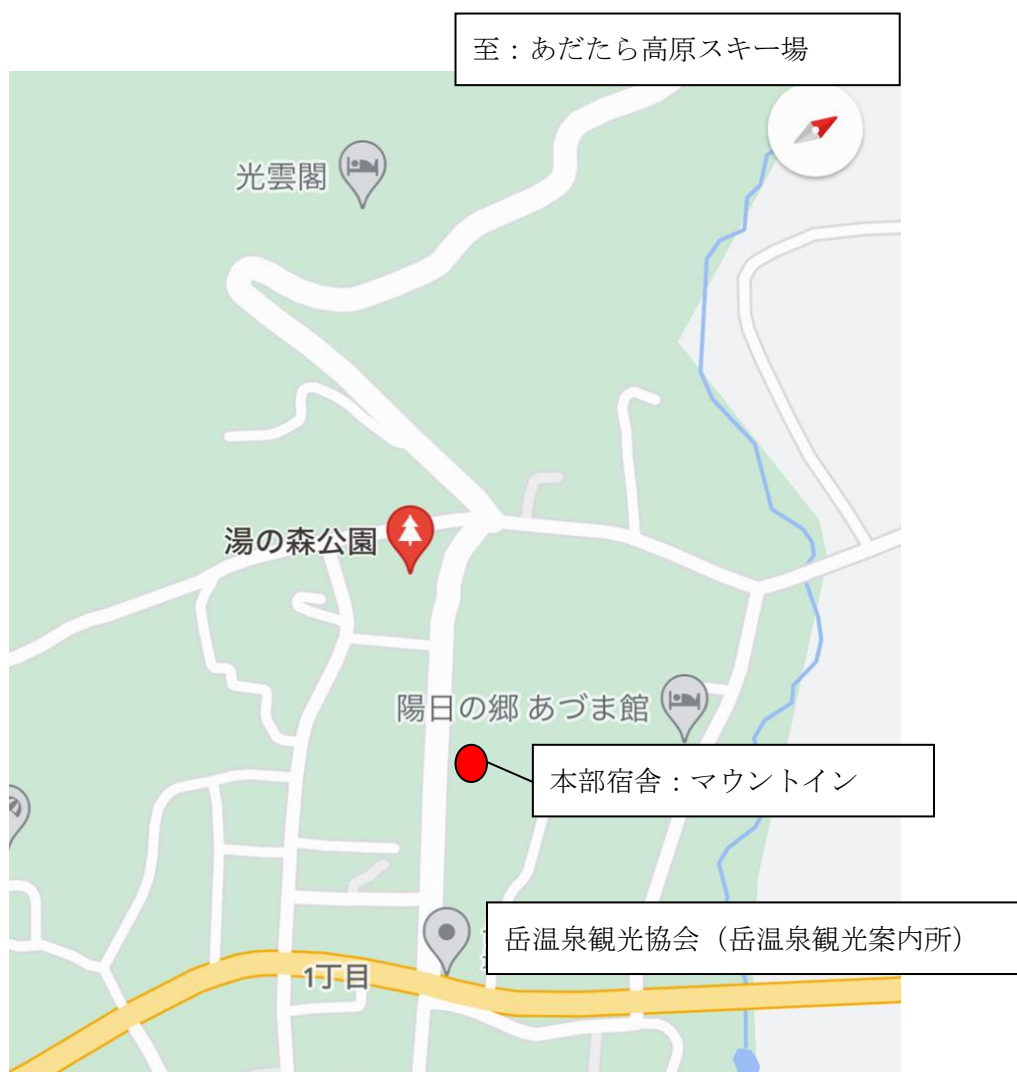 至：あだたら高原スキー場
光雲閣
湯の森公園
陽日の郷 あづま館
本部宿舎：マウントイン
岳温泉観光協会（岳温泉観光案内所）
1丁目